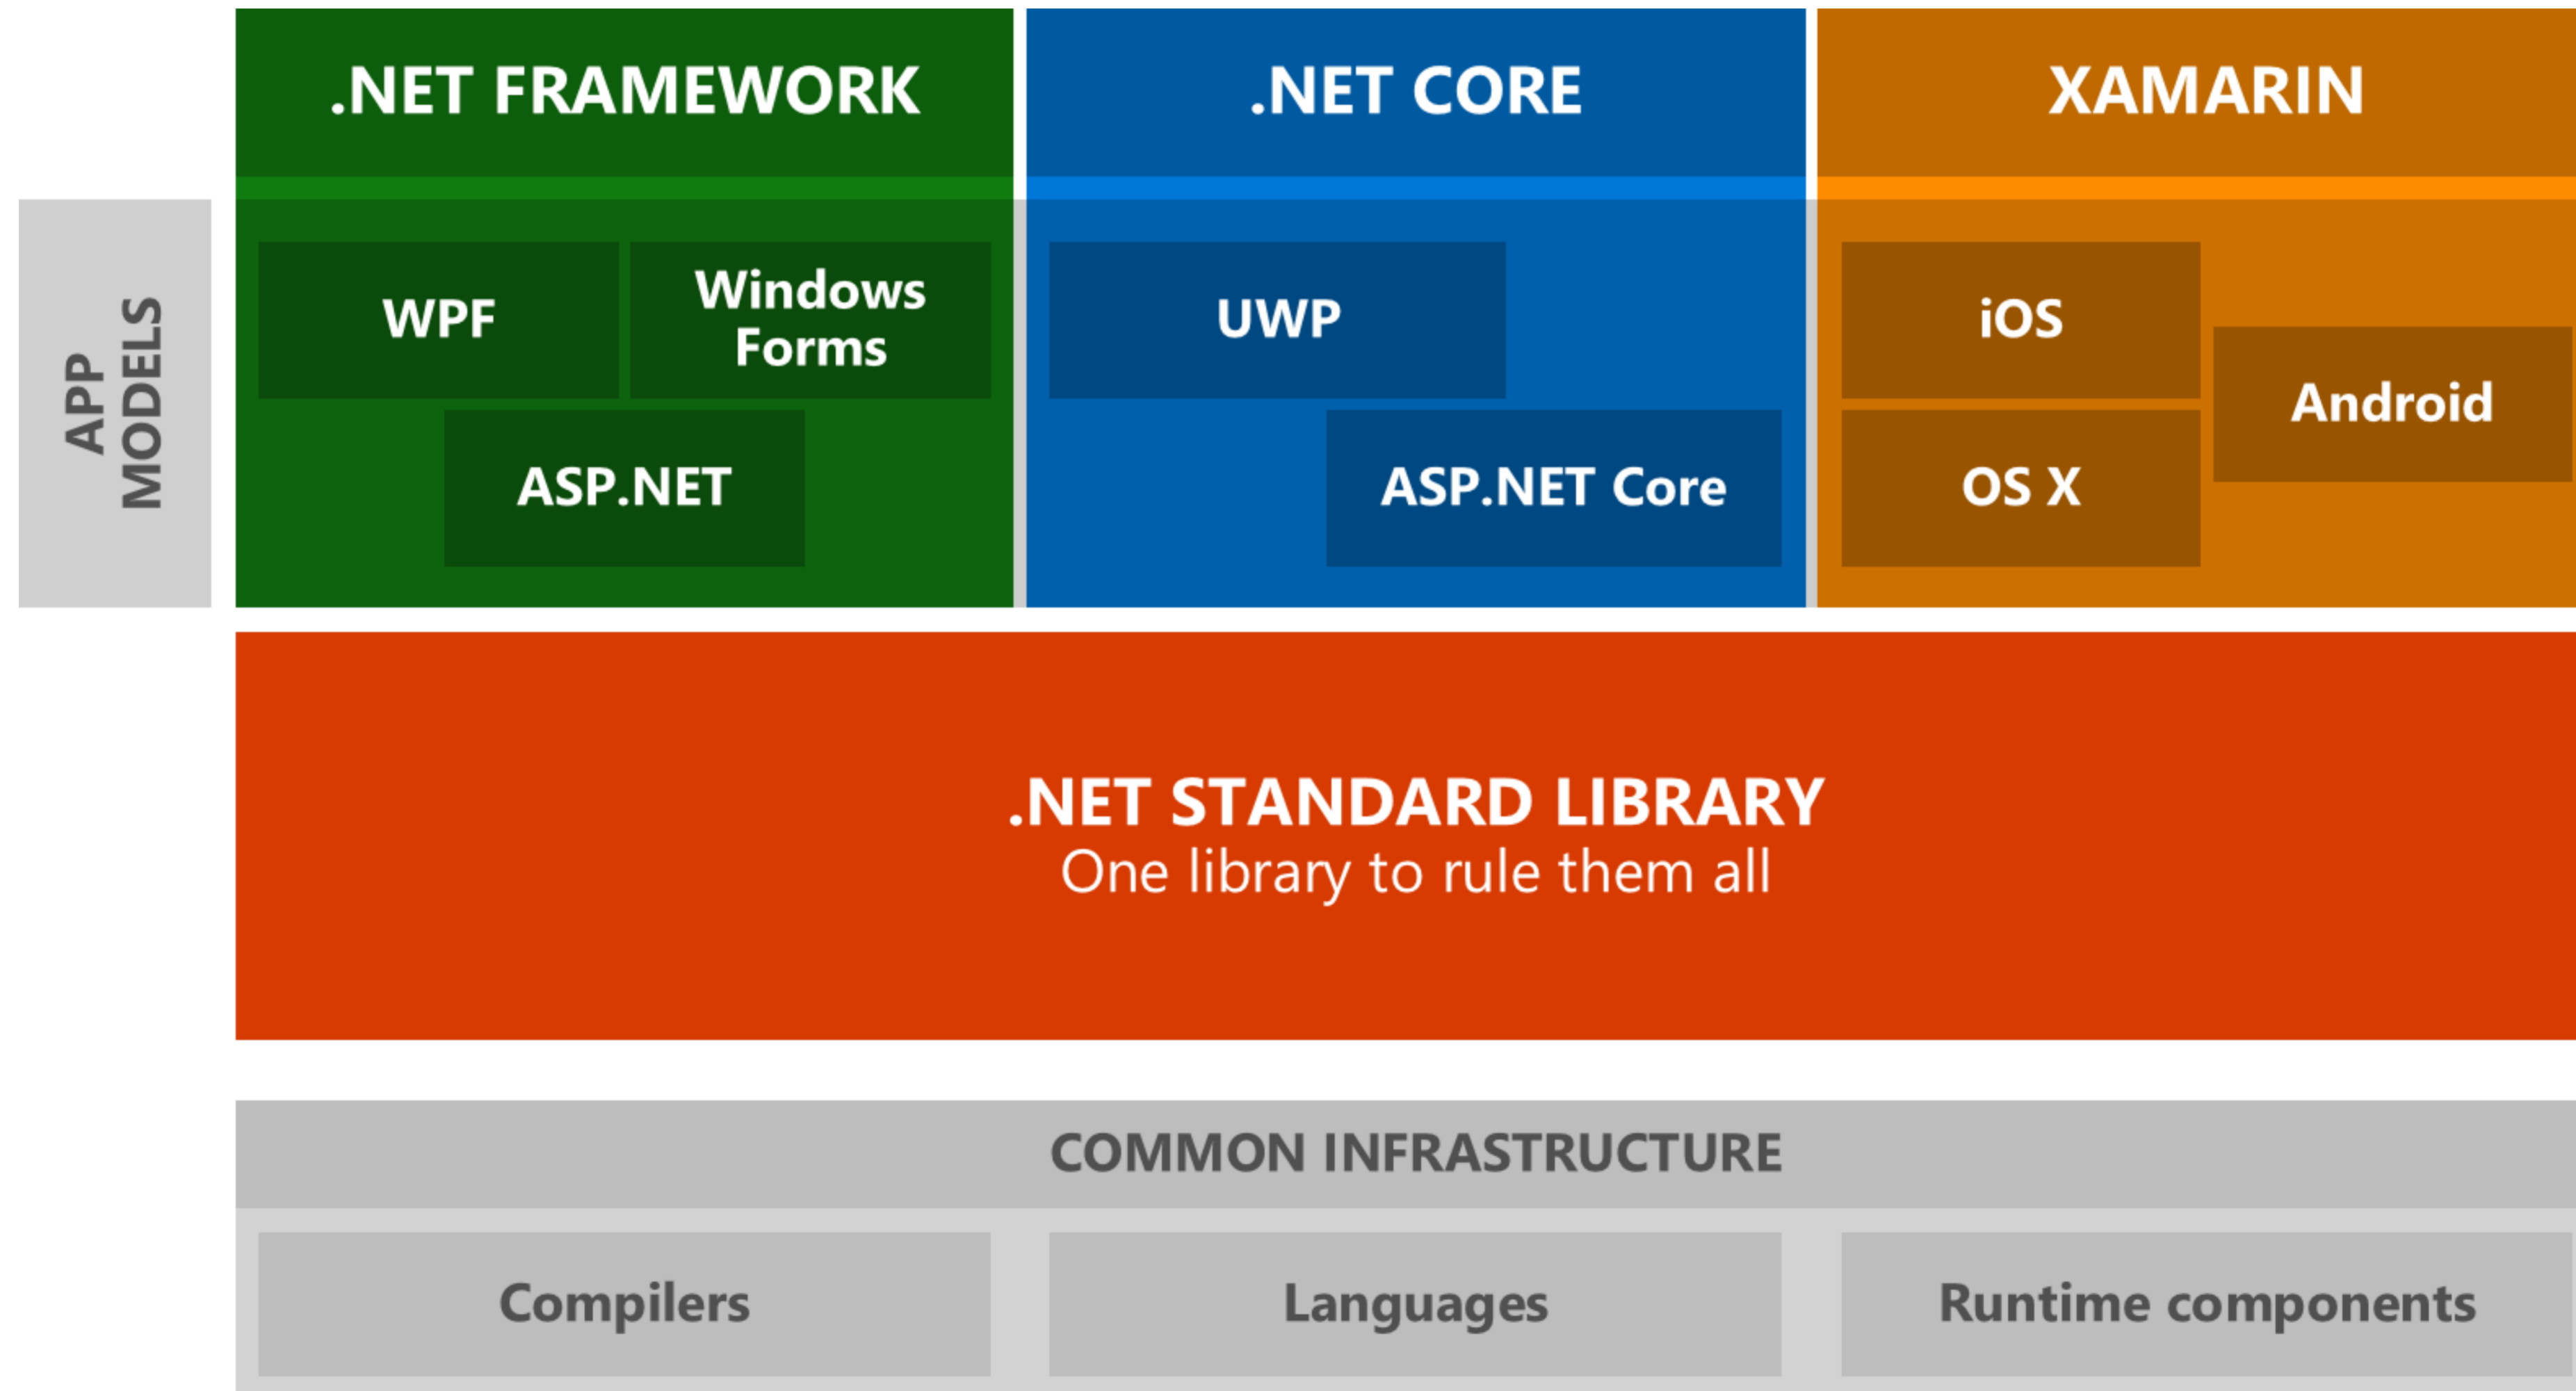 .NET FRAMEWORK
.NET CORE
XAMARIN
APP
MODELS
WPF
Windows
Forms
ASP.NET
UWP
ASP.NET Core
iOS
Android
OS X
.NET STANDARD LIBRARY
One library to rule them all
COMMON INFRASTRUCTURE
Compilers
Languages
Runtime components